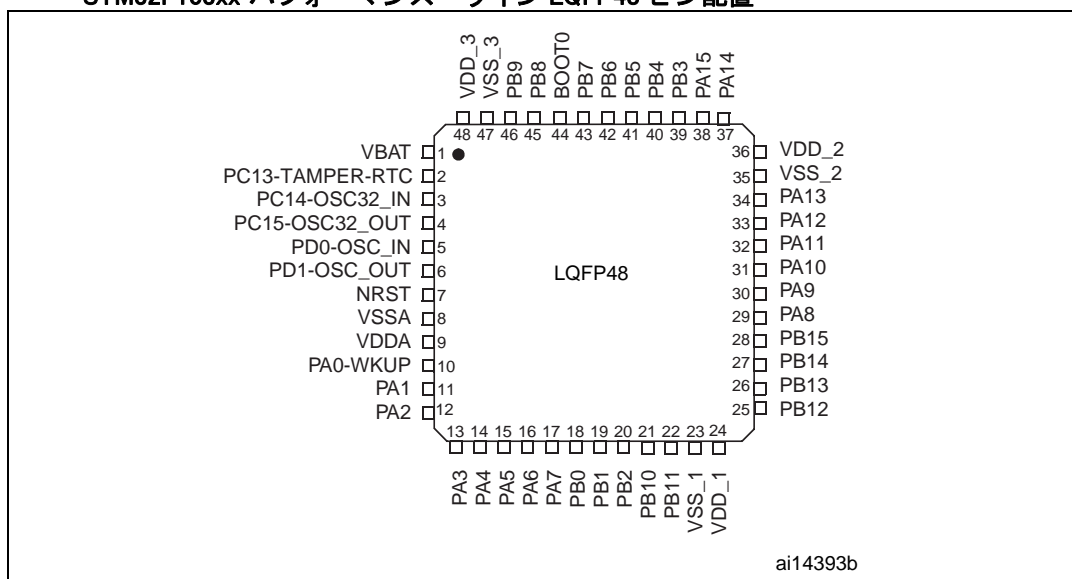 VDD_3
VSS_3
PB9
PB8
BOOT0
PB7
PB6
PB5
PB4
PB3
PA15
PA14
48 47 46 45 44 43 42 41 40 39 38 37
VBAT 1
PC13-TAMPER-RTC 2
PC14-OSC32_IN 3
PC15-OSC32_OUT 4
PD0-OSC_IN 5
PD1-OSC_OUT 6
NRST 7
VSSA 8
VDDA 9
PA0-WKUP 10
PA1 11
PA2 12
LQFP48
36 VDD_2
35 VSS_2
34 PA13
33 PA12
32 PA11
31 PA10
30 PA9
29 PA8
28 PB15
27 PB14
26 PB13
25 PB12
13 14 15 16 17 18 19 20 21 22 23 24
PA3
PA4
PA5
PA6
PA7
PB0
PB1
PB2
PB10
PB11
VSS_1
VDD_1
ai14393b